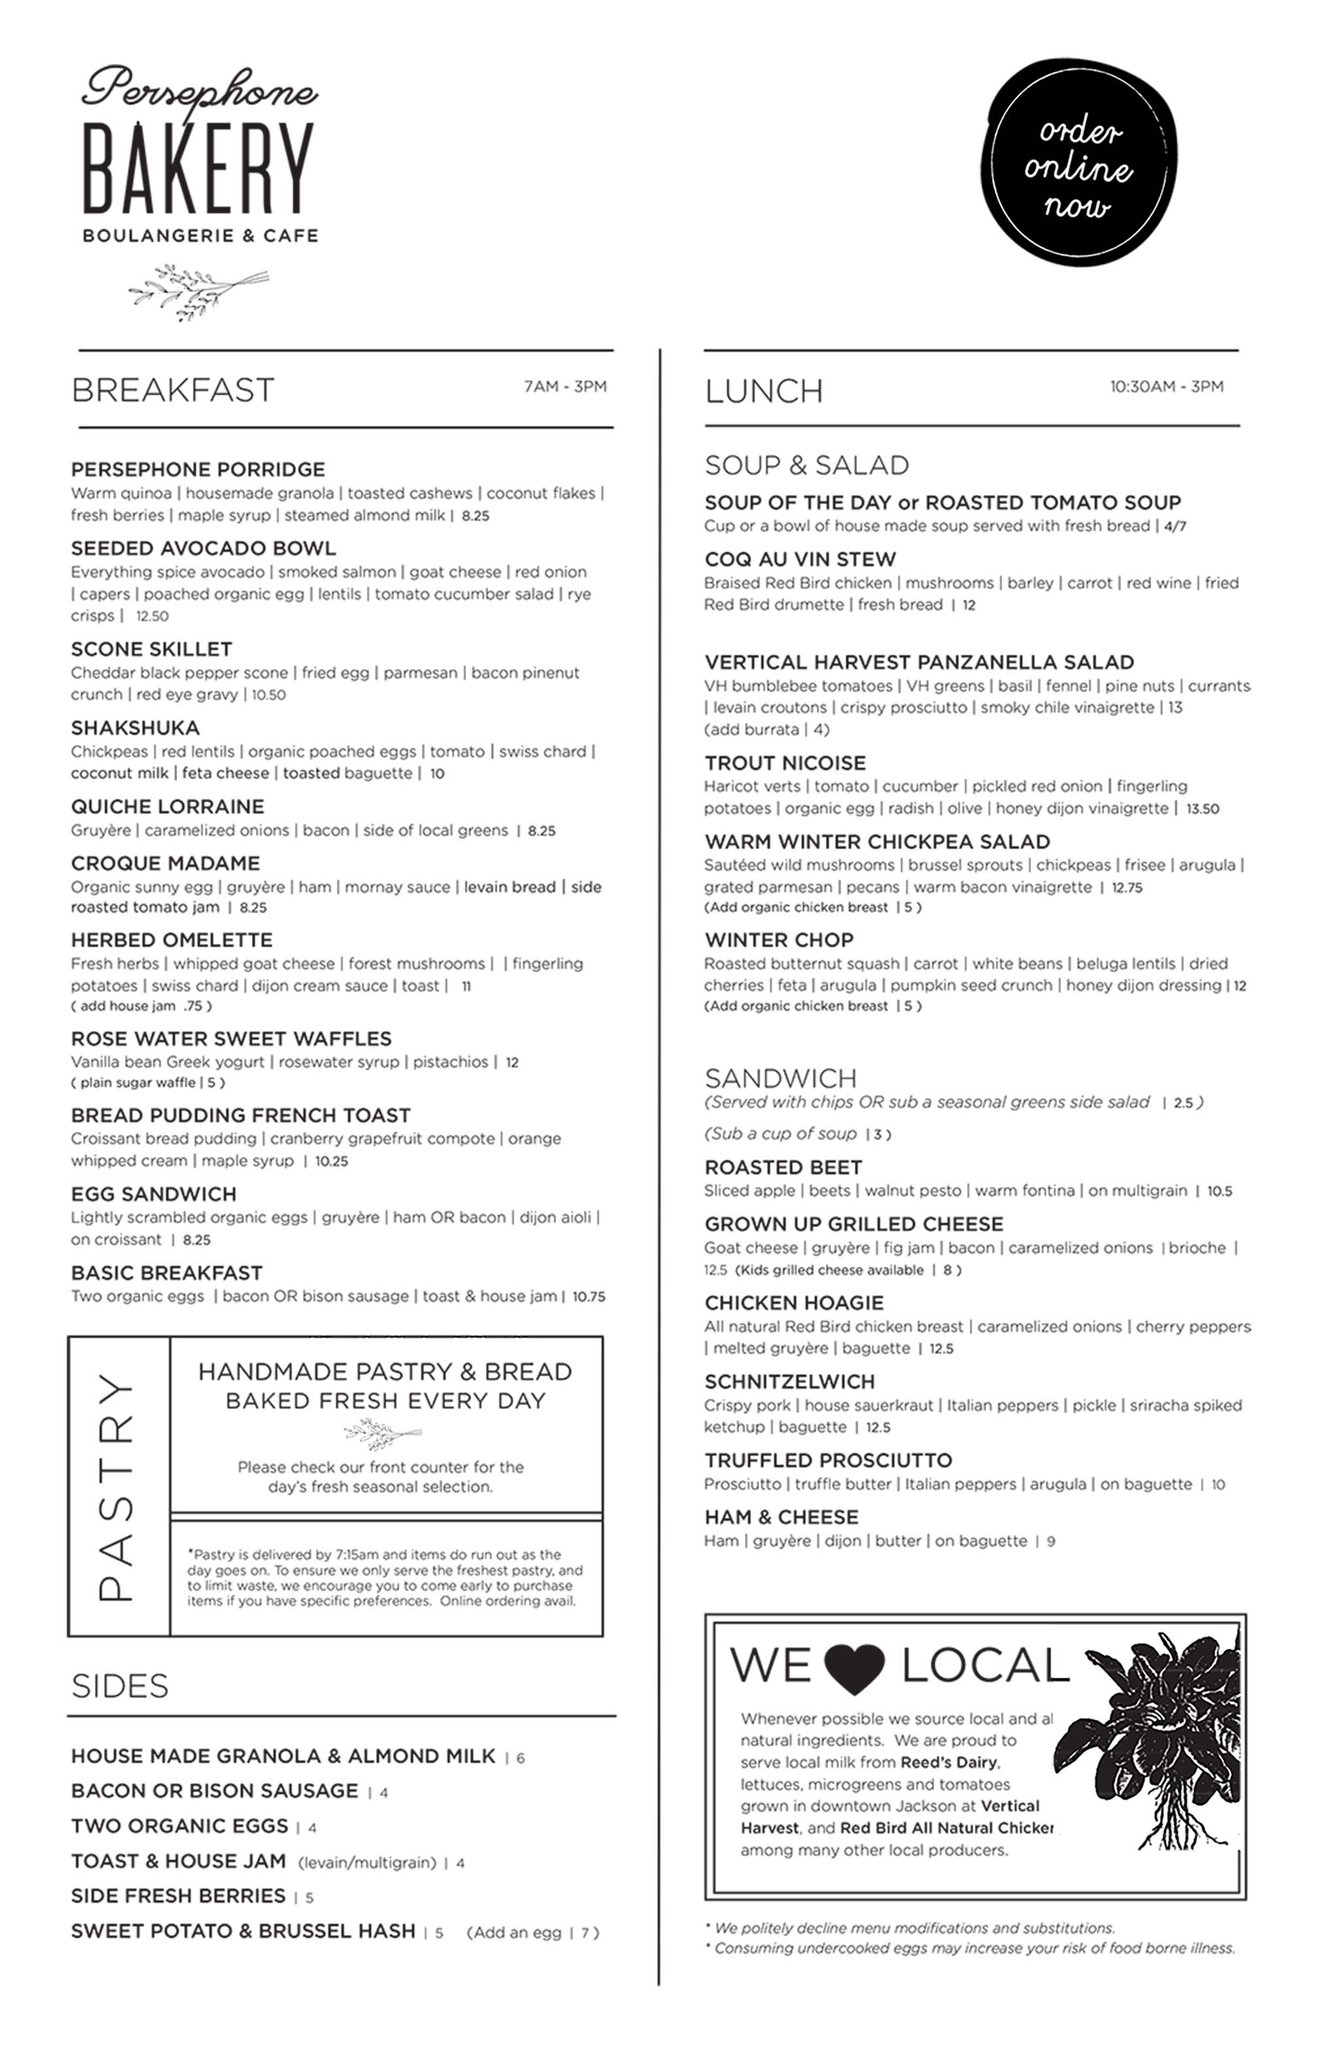 Persephone
BAKERY
BOULANGERIE & CAFE
order
online
now
BREAKFAST 7AM - 3PM
PERSEPHONE PORRIDGE
Warm quinoa | housemade granola | toasted cashews | coconut flakes |
fresh berries | maple syrup | steamed almond milk | 8.25
SEEDED AVOCADO BOWL
Everything spice avocado | smoked salmon | goat cheese | red onion
| capers | poached organic egg | lentils | tomato cucumber salad | rye
crisps | 12.50
SCONE SKILLET
Cheddar black pepper scone | fried egg | parmesan | bacon pinenut
crunch | red eye gravy | 10.50
SHAKSHUKA
Chickpeas | red lentils | organic poached eggs | tomato | swiss chard |
coconut milk | feta cheese | toasted baguette | 10
QUICHE LORRAINE
Gruyère | caramelized onions | bacon | side of local greens | 8.25
CROQUE MADAME
Organic sunny egg | gruyère | ham | mornay sauce | levain bread | side
roasted tomato jam | 8.25
HERBED OMELETTE
Fresh herbs | whipped goat cheese | forest mushrooms | | fingerling
potatoes | swiss chard | dijon cream sauce | toast | 11
( add house jam .75 )
ROSE WATER SWEET WAFFLES
Vanilla bean Greek yogurt | rosewater syrup | pistachios | 12
( plain sugar waffle | 5 )
BREAD PUDDING FRENCH TOAST
Croissant bread pudding | cranberry grapefruit compote | orange
whipped cream | maple syrup | 10.25
EGG SANDWICH
Lightly scrambled organic eggs | gruyère | ham OR bacon | dijon aioli |
on croissant | 8.25
BASIC BREAKFAST
Two organic eggs | bacon OR bison sausage | toast & house jam | 10.75
PASTRY
HANDMADE PASTRY & BREAD
BAKED FRESH EVERY DAY
Please check our front counter for the
day's fresh seasonal selection.
*Pastry is delivered by 7:15am and items do run out as the
day goes on. To ensure we only serve the freshest pastry, and
to limit waste, we encourage you to come early to purchase
items if you have specific preferences. Online ordering avail.
SIDES
HOUSE MADE GRANOLA & ALMOND MILK | 6
BACON OR BISON SAUSAGE | 4
TWO ORGANIC EGGS | 4
TOAST & HOUSE JAM (levain/multigrain) | 4
SIDE FRESH BERRIES | 5
SWEET POTATO & BRUSSEL HASH | 5 (Add an egg | 7 )
LUNCH 10:30AM - 3PM
SOUP & SALAD
SOUP OF THE DAY or ROASTED TOMATO SOUP
Cup or a bowl of house made soup served with fresh bread | 4/7
COQ AU VIN STEW
Braised Red Bird chicken | mushrooms | barley | carrot | red wine | fried
Red Bird drumette | fresh bread | 12
VERTICAL HARVEST PANZANELLA SALAD
VH bumblebee tomatoes | VH greens | basil | fennel | pine nuts | currants
| levain croutons | crispy prosciutto | smoky chile vinaigrette | 13
(add burrata | 4)
TROUT NICOISE
Haricot verts | tomato | cucumber | pickled red onion | fingerling
potatoes | organic egg | radish | olive | honey dijon vinaigrette | 13.50
WARM WINTER CHICKPEA SALAD
Sautéed wild mushrooms | brussel sprouts | chickpeas | frisee | arugula |
grated parmesan | pecans | warm bacon vinaigrette | 12.75
(Add organic chicken breast | 5 )
WINTER CHOP
Roasted butternut squash | carrot | white beans | beluga lentils | dried
cherries | feta | arugula | pumpkin seed crunch | honey dijon dressing | 12
(Add organic chicken breast | 5 )
SANDWICH
(Served with chips OR sub a seasonal greens side salad | 2.5 )
(Sub a cup of soup | 3 )
ROASTED BEET
Sliced apple | beets | walnut pesto | warm fontina | on multigrain | 10.5
GROWN UP GRILLED CHEESE
Goat cheese | gruyère | fig jam | bacon | caramelized onions | brioche |
12.5 (Kids grilled cheese available | 8 )
CHICKEN HOAGIE
All natural Red Bird chicken breast | caramelized onions | cherry peppers
| melted gruyère | baguette | 12.5
SCHNITZELWICH
Crispy pork | house sauerkraut | Italian peppers | pickle | sriracha spiked
ketchup | baguette | 12.5
TRUFFLED PROSCIUTTO
Prosciutto | truffle butter | Italian peppers | arugula | on baguette | 10
HAM & CHEESE
Ham | gruyère | dijon | butter | on baguette | 9
WE ♥ LOCAL
Whenever possible we source local and al
natural ingredients. We are proud to
serve local milk from Reed's Dairy,
lettuces, microgreens and tomatoes
grown in downtown Jackson at Vertical
Harvest, and Red Bird All Natural Chicken
among many other local producers.
* We politely decline menu modifications and substitutions.
* Consuming undercooked eggs may increase your risk of food borne illness.